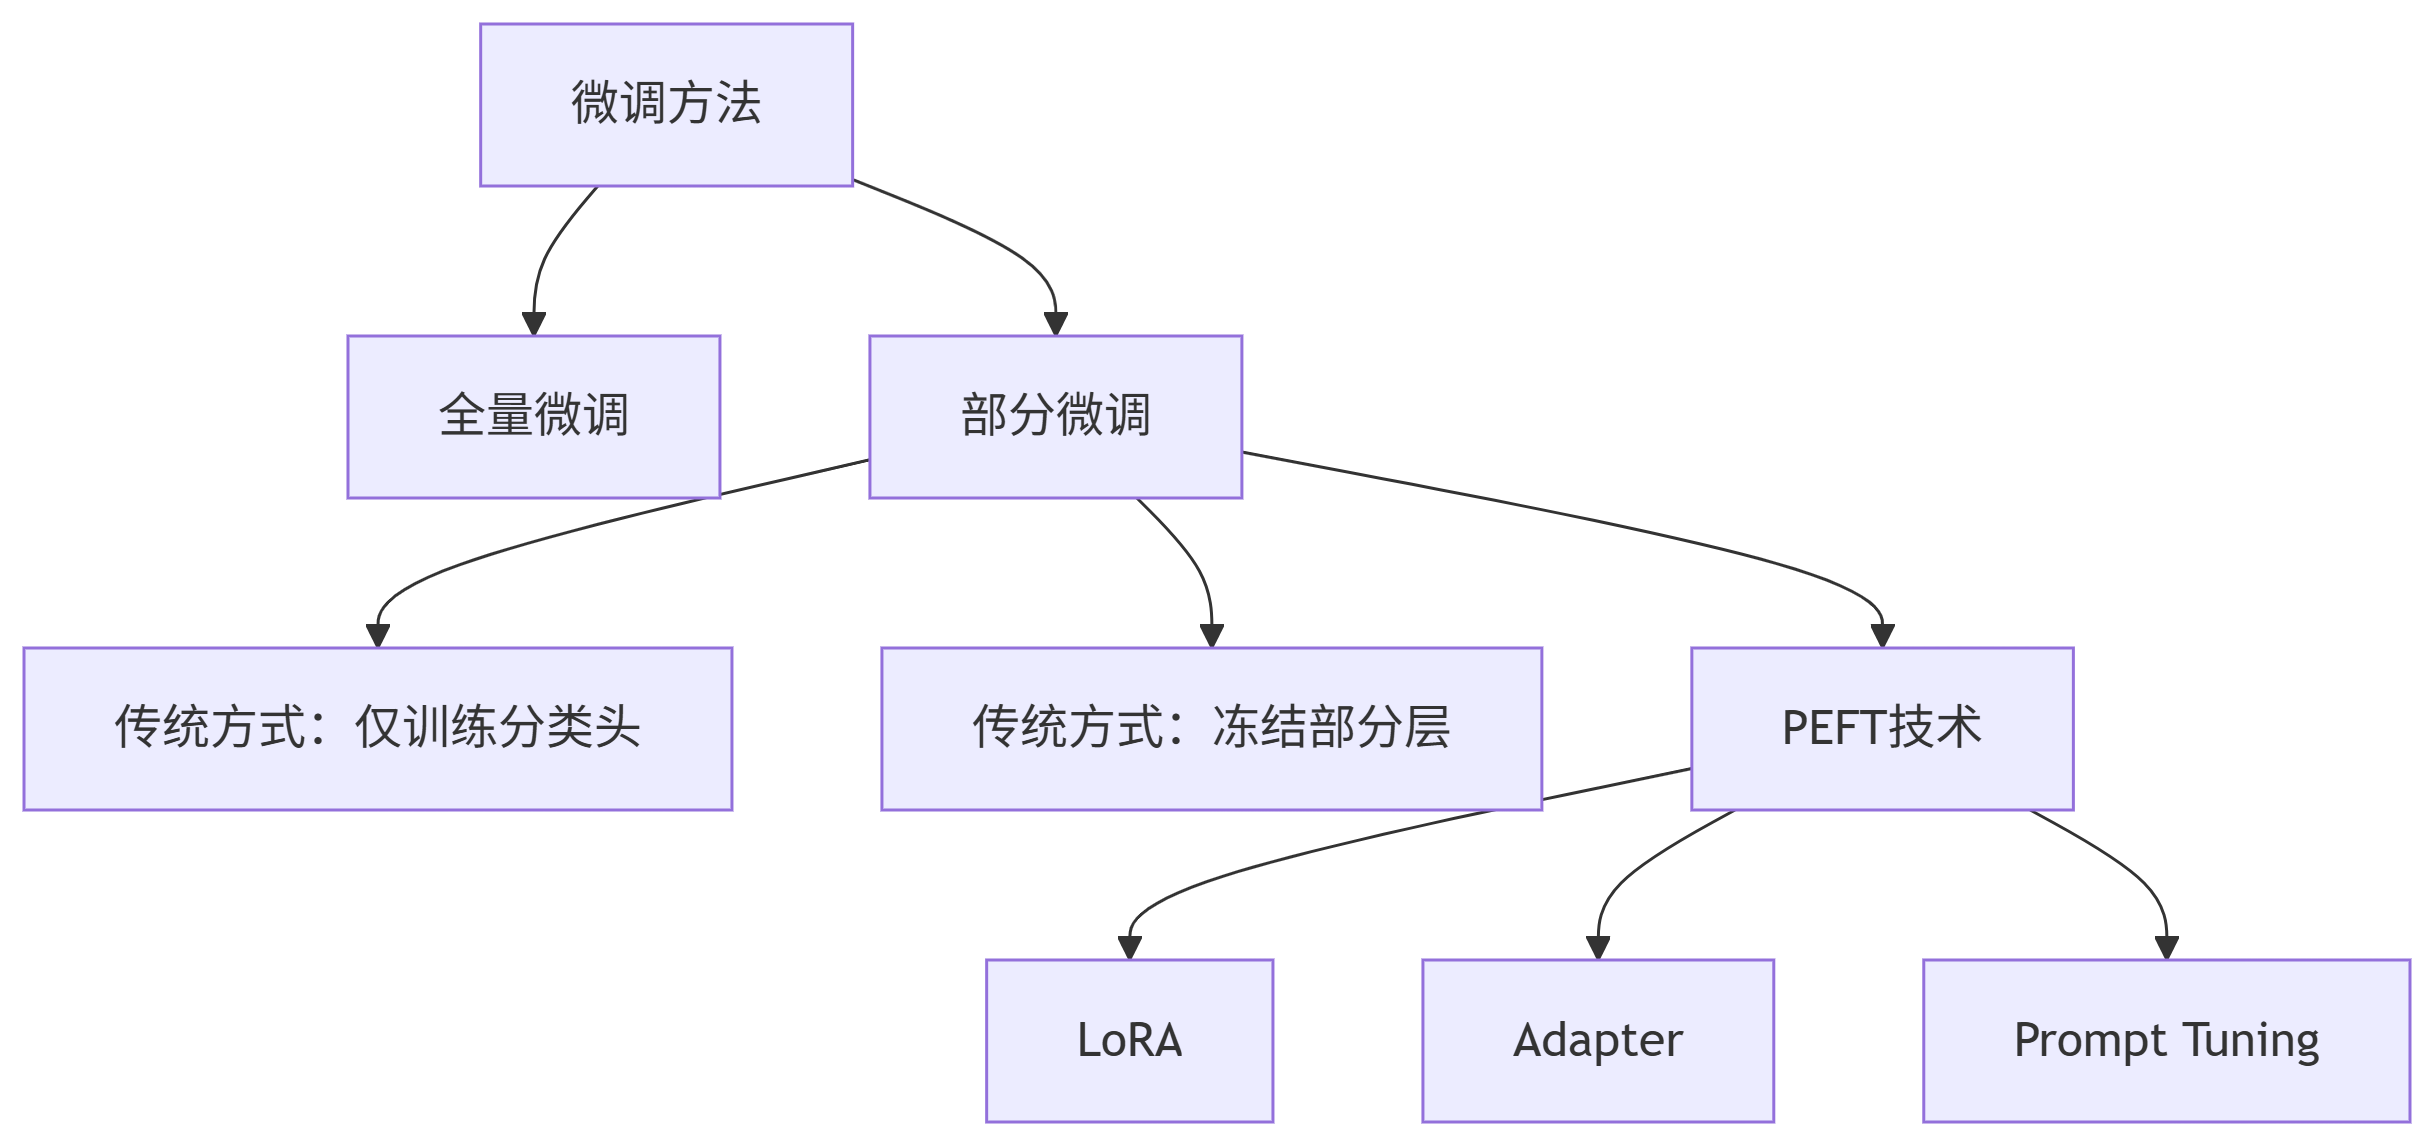 微调方法
全量微调
部分微调
传统方式：仅训练分类头
传统方式：冻结部分层
PEFT技术
LoRA
Adapter
Prompt Tuning